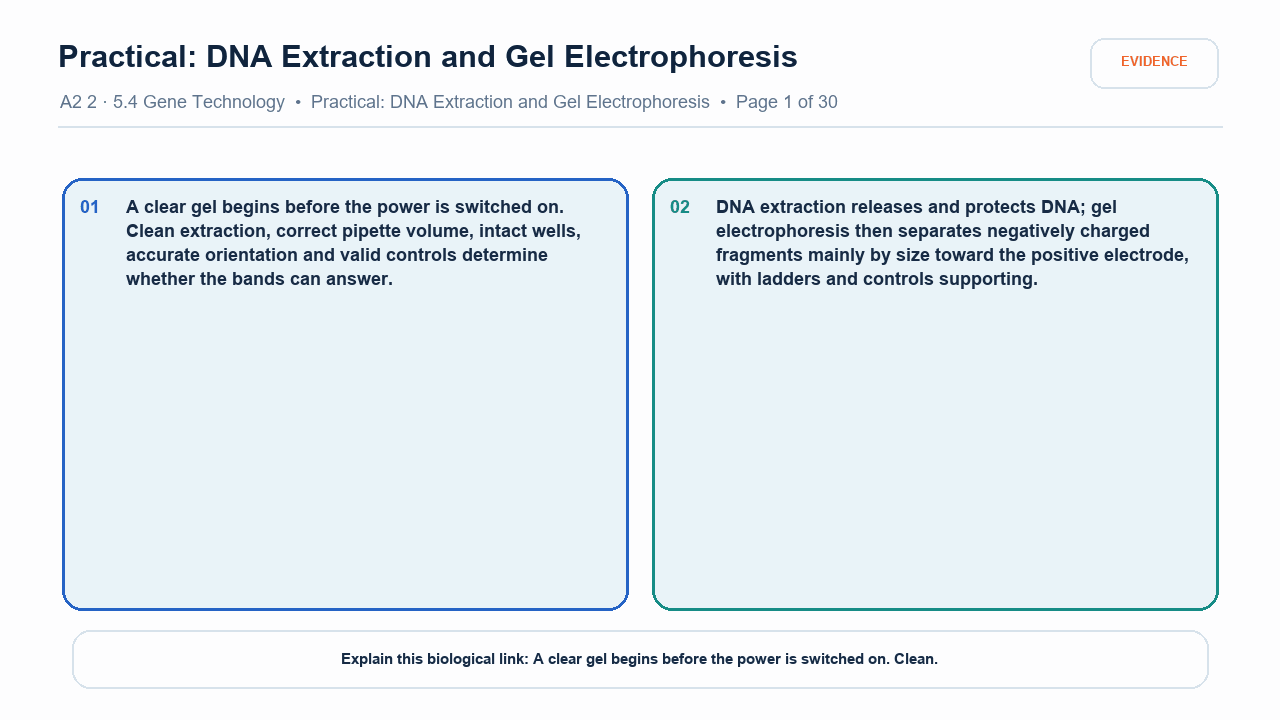 Practical: DNA Extraction and Gel Electrophoresis
EVIDENCE
A2 2 · 5.4 Gene Technology • Practical: DNA Extraction and Gel Electrophoresis • Page 1 of 30
01
A clear gel begins before the power is switched on.
Clean extraction, correct pipette volume, intact wells,
accurate orientation and valid controls determine
whether the bands can answer.
02
DNA extraction releases and protects DNA; gel
electrophoresis then separates negatively charged
fragments mainly by size toward the positive electrode,
with ladders and controls supporting.
Explain this biological link: A clear gel begins before the power is switched on. Clean.